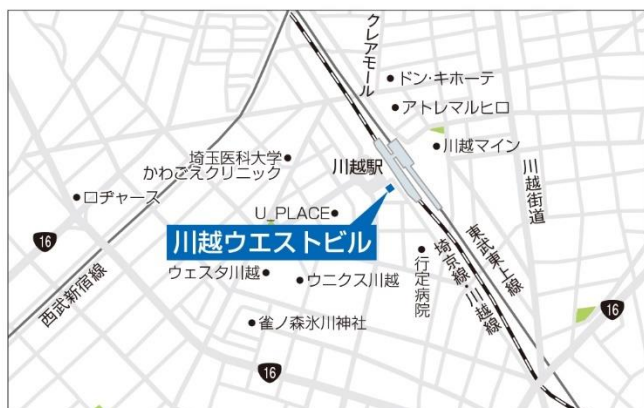 クレアモール
ドン・キホーテ
アトレマルヒロ
川越マイン
埼玉医科大学
かわごえクリニック
川越駅
ロヂャース
川越街道
U_PLACE
川越ウエストビル
16
西武新宿線
ウェスタ川越
ウニクス川越
行定病院
埼京線・川越線
東武東上線
雀ノ森氷川神社
16
16